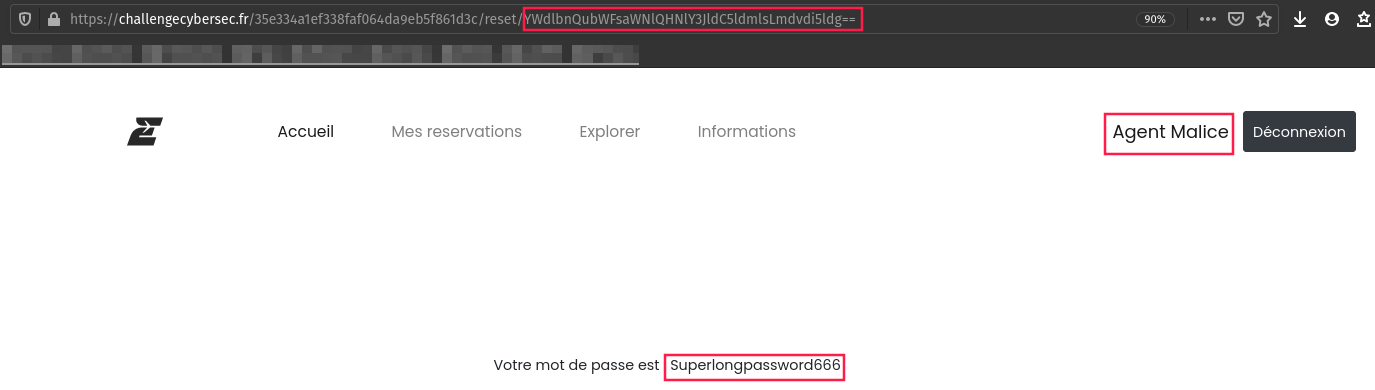 https://challengecybersec.fr/35e334a1ef338faf064da9eb5f861d3c/reset/YWdlbnQubWFsaWNlQHNlY3JldC5ldmlsLmdvdi5ldg== 90%
Accueil Mes reservations Explorer Informations Agent Malice Déconnexion
Votre mot de passe est Superlongpassword666